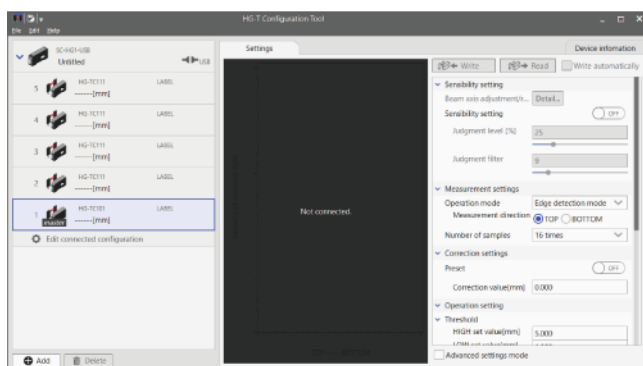 HG-T Configuration Tool
File Edit Help
SC-HG1-USB
Untitled
USB
5 HG-TC111 LABEL
------[mm]
4 HG-TC111 LABEL
------[mm]
3 HG-TC111 LABEL
------[mm]
2 HG-TC111 LABEL
------[mm]
1 HG-TC101 LABEL
master ------[mm]
Edit connected configuration
Add Delete
Settings
Not connected.
Device information
Write Read Write automatically
Sensibility setting
Beam axis adjustment/r... Detail...
Sensibility setting OFF
Judgment level [%] 25
Judgment filter 9
Measurement settings
Operation mode Edge detection mode
Measurement direction TOP BOTTOM
Number of samples 16 times
Correction settings
Preset OFF
Correction value[mm] 0.000
Operation setting
Threshold
HIGH set value[mm] 5.000
LOW set value[mm]
Advanced settings mode